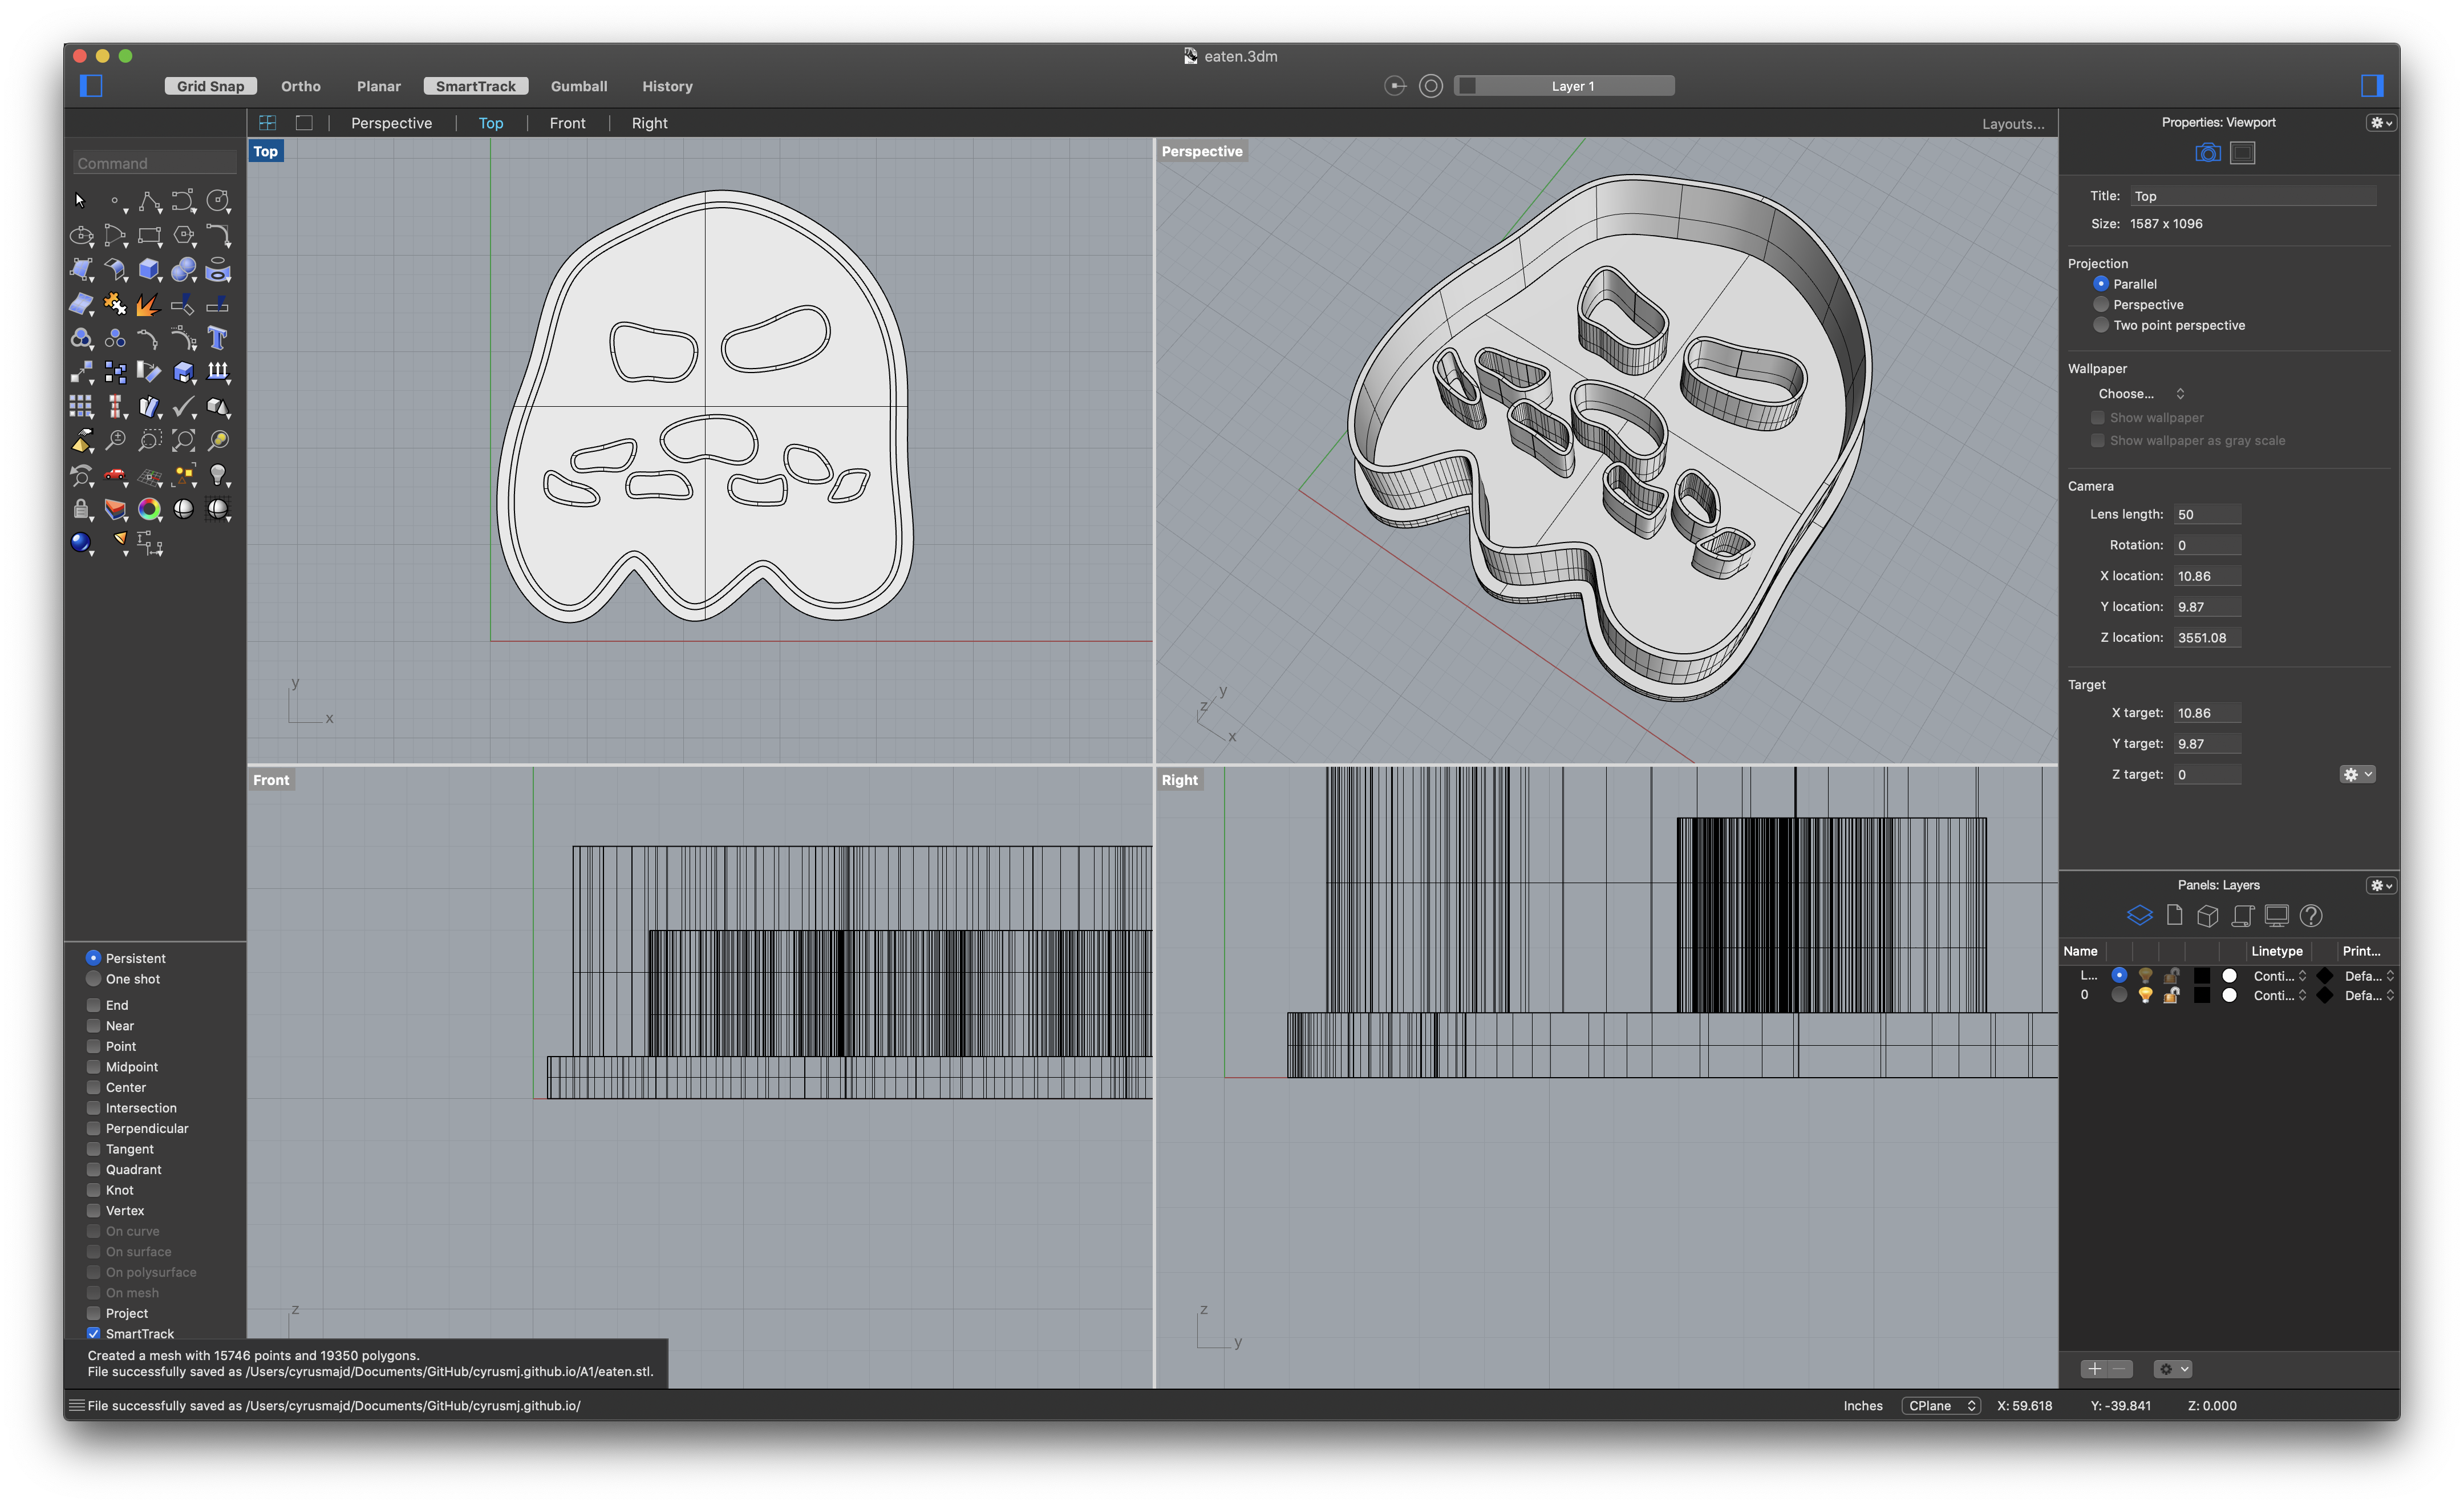 eaten.3dm
Grid Snap Ortho Planar SmartTrack Gumball History Layer 1
Perspective Top Front Right Layouts...
Command
Top
Perspective
y
x
y
z
x
Front
Right
z
z
y
Persistent
One shot
End
Near
Point
Midpoint
Center
Intersection
Perpendicular
Tangent
Quadrant
Knot
Vertex
On curve
On surface
On polysurface
On mesh
Project
SmartTrack
Properties: Viewport
Title: Top
Size: 1587 x 1096
Projection
Parallel
Perspective
Two point perspective
Wallpaper
Choose...
Show wallpaper
Show wallpaper as gray scale
Camera
Lens length: 50
Rotation: 0
X location: 10.86
Y location: 9.87
Z location: 3551.08
Target
X target: 10.86
Y target: 9.87
Z target: 0
Panels: Layers
Name Linetype Print...
L... Conti... Defa...
0 Conti... Defa...
Created a mesh with 15746 points and 19350 polygons.
File successfully saved as /Users/cyrusmajd/Documents/GitHub/cyrusmj.github.io/A1/eaten.stl.
File successfully saved as /Users/cyrusmajd/Documents/GitHub/cyrusmj.github.io/
Inches CPlane X: 59.618 Y: -39.841 Z: 0.000